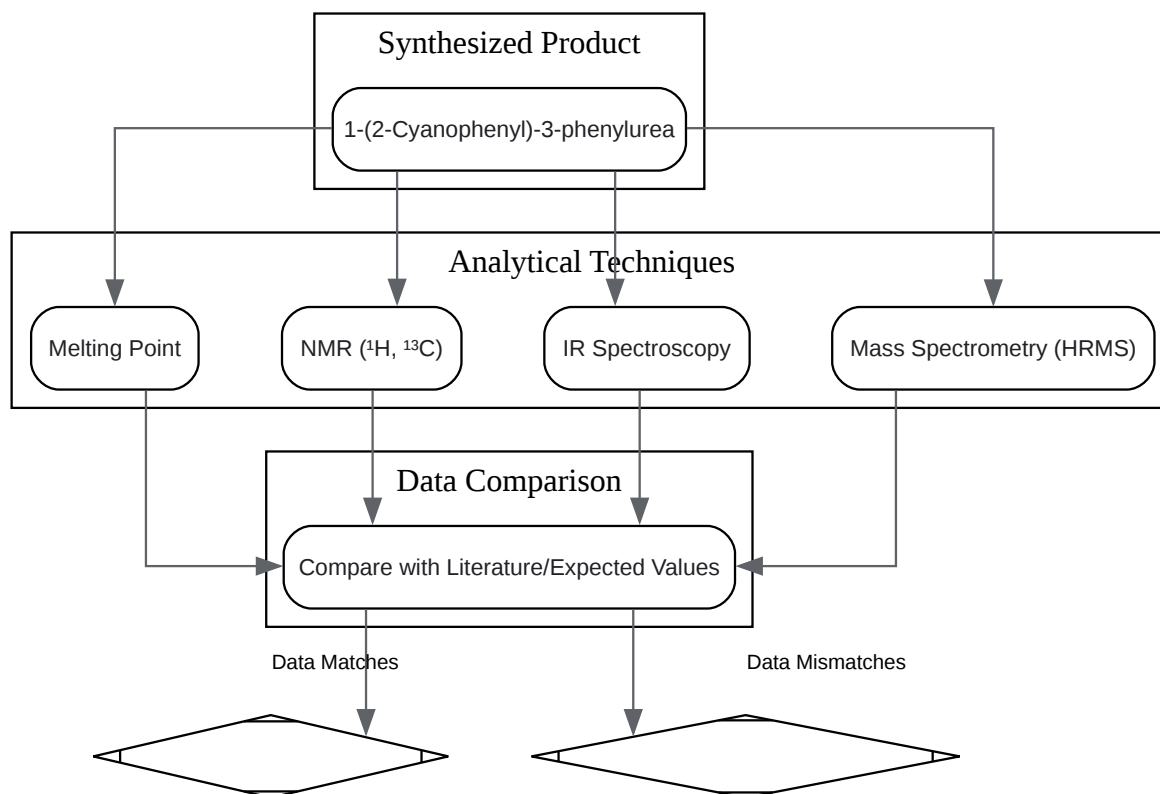 Synthesized Product
1-(2-Cyanophenyl)-3-phenylurea
Analytical Techniques
Melting Point
NMR (¹H, ¹³C)
IR Spectroscopy
Mass Spectrometry (HRMS)
Data Comparison
Compare with Literature/Expected Values
Data Matches
Data Mismatches